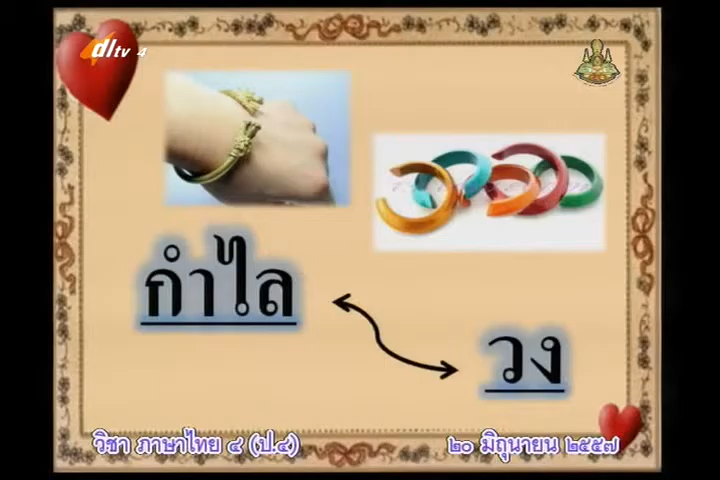 dltv 4
กำไล
วง
วิชา ภาษาไทย ๔ (ป.๔)
๒๐ มิถุนายน ๒๕๕๗